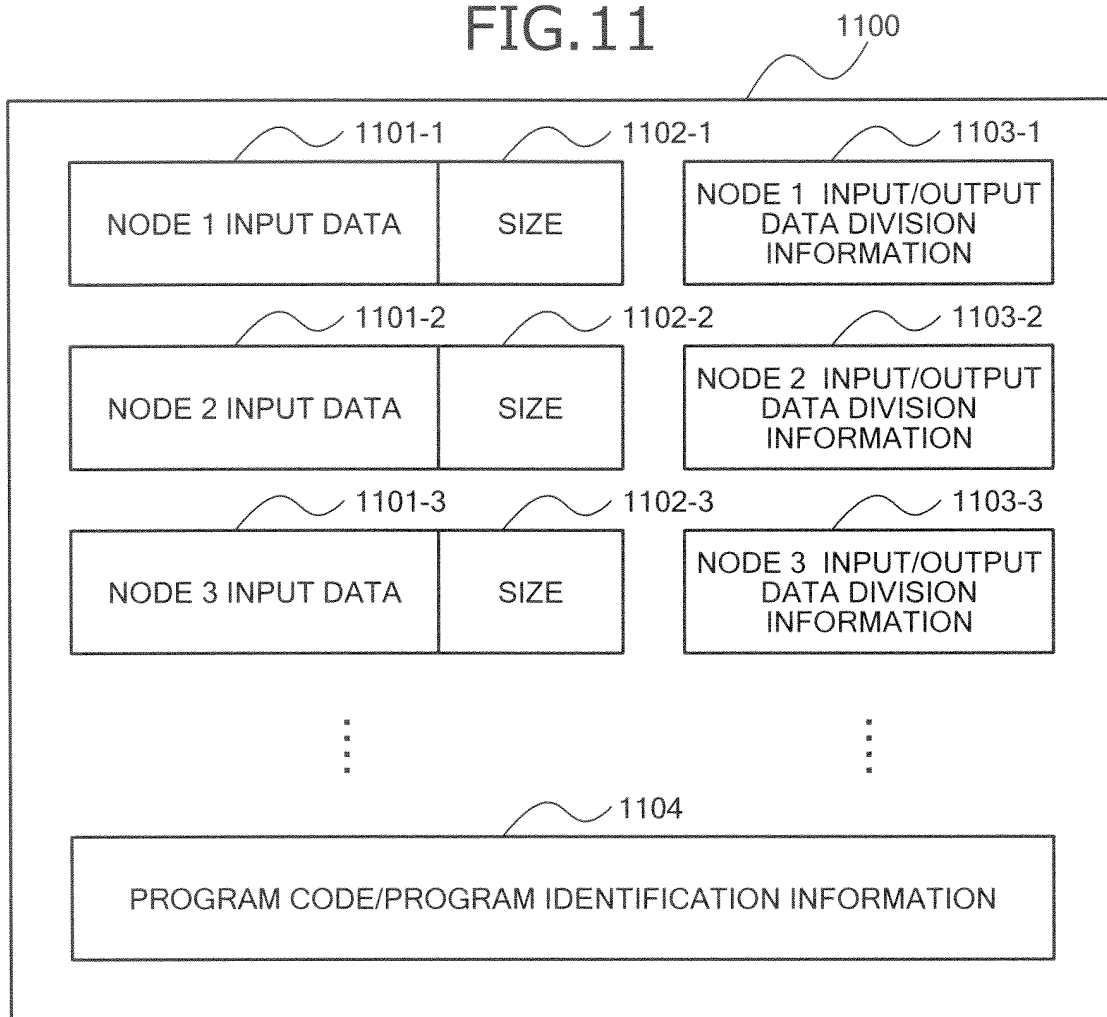 FIG.11
1100
1101-1 1102-1 1103-1
NODE 1 INPUT DATA SIZE NODE 1 INPUT/OUTPUT
DATA DIVISION
INFORMATION
1101-2 1102-2 1103-2
NODE 2 INPUT DATA SIZE NODE 2 INPUT/OUTPUT
DATA DIVISION
INFORMATION
1101-3 1102-3 1103-3
NODE 3 INPUT DATA SIZE NODE 3 INPUT/OUTPUT
DATA DIVISION
INFORMATION
1104
PROGRAM CODE/PROGRAM IDENTIFICATION INFORMATION